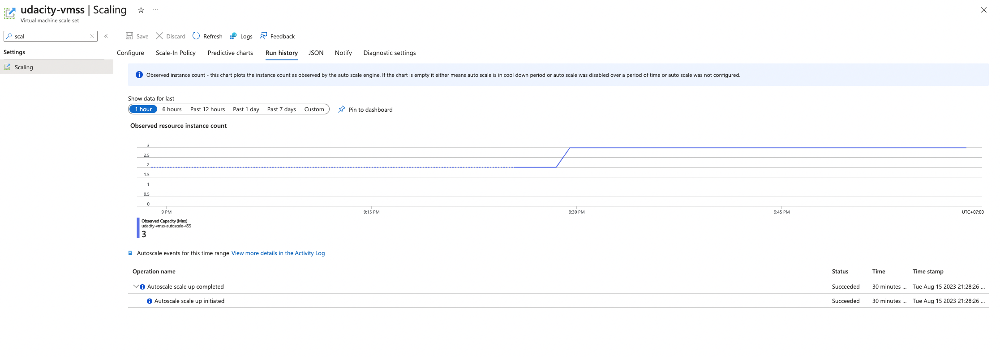 udacity-vmss | Scaling
Virtual machine scale set
scal
Settings
Scaling
Save Discard Refresh Logs Feedback
Configure Scale-In Policy Predictive charts Run history JSON Notify Diagnostic settings
Observed instance count - this chart plots the instance count as observed by the auto scale engine. If the chart is empty it either means auto scale is in cool down period or auto scale was disabled over a period of time or auto scale was not configured.
Show data for last
1 hour 6 hours Past 12 hours Past 1 day Past 7 days Custom Pin to dashboard
Observed resource instance count
3
2.5
2
1.5
1
0.5
0
9 PM 9:15 PM 9:30 PM 9:45 PM UTC+07:00
Observed Capacity (Max)
udacity-vmss-autoscale-455
3
Autoscale events for this time range View more details in the Activity Log
Operation name Status Time Time stamp
Autoscale scale up completed Succeeded 30 minutes ... Tue Aug 15 2023 21:28:26 ...
Autoscale scale up initiated Succeeded 30 minutes ... Tue Aug 15 2023 21:28:26 ...